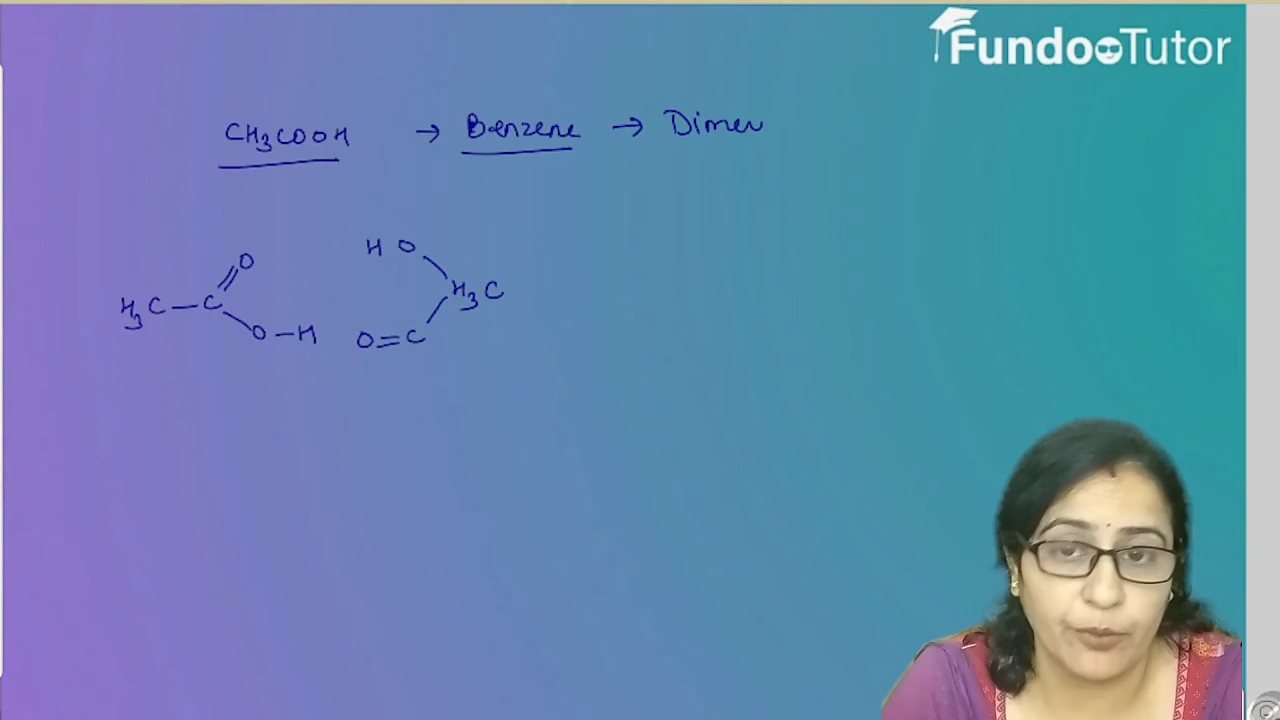 FundooTutor
CH3COOH → Benzene → Dimer
H O
O
H3C-C H3C
O-H O=C